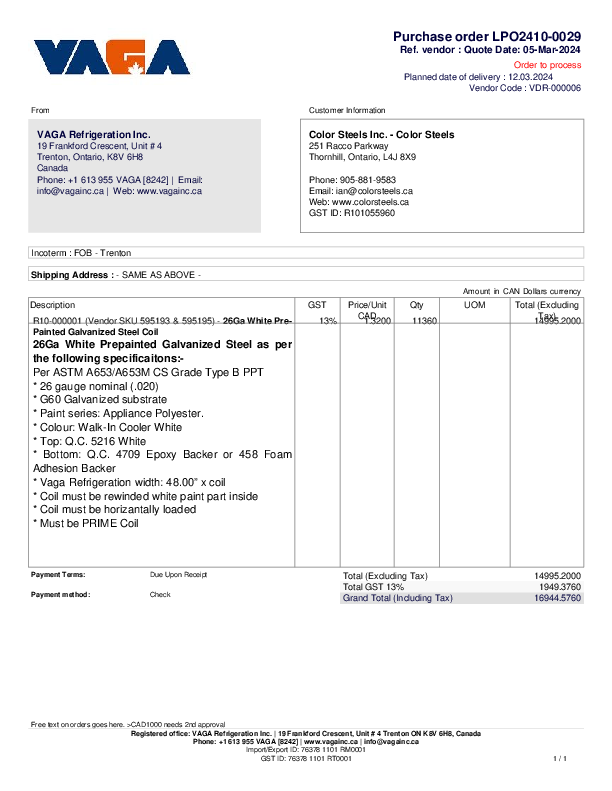 VAGA
Purchase order LPO2410-0029
Ref. vendor : Quote Date: 05-Mar-2024
Order to process
Planned date of delivery : 12.03.2024
Vendor Code : VDR-000006
From
Customer Information
VAGA Refrigeration Inc.
19 Frankford Crescent, Unit # 4
Trenton, Ontario, K8V 6H8
Canada
Phone: +1 613 955 VAGA [8242] | Email:
info@vagainc.ca | Web: www.vagainc.ca
Color Steels Inc. - Color Steels
251 Racco Parkway
Thornhill, Ontario, L4J 8X9
Phone: 905-881-9583
Email: ian@colorsteels.ca
Web: www.colorsteels.ca
GST ID: R101055960
Incoterm : FOB - Trenton
Shipping Address : - SAME AS ABOVE -
Amount in CAN Dollars currency
Description GST Price/Unit CAD Qty UOM Total (Excluding Tax)
R10-000001 (Vendor SKU 595193 & 595195) - 26Ga White Pre- 13% 1.3200 11360 14995.2000
Painted Galvanized Steel Coil
26Ga White Prepainted Galvanized Steel as per
the following specificaitons:-
Per ASTM A653/A653M CS Grade Type B PPT
* 26 gauge nominal (.020)
* G60 Galvanized substrate
* Paint series: Appliance Polyester.
* Colour: Walk-In Cooler White
* Top: Q.C. 5216 White
* Bottom: Q.C. 4709 Epoxy Backer or 458 Foam
Adhesion Backer
* Vaga Refrigeration width: 48.00” x coil
* Coil must be rewinded white paint part inside
* Coil must be horizantally loaded
* Must be PRIME Coil
Payment Terms: Due Upon Receipt
Payment method: Check
Total (Excluding Tax) 14995.2000
Total GST 13% 1949.3760
Grand Total (Including Tax) 16944.5760
Free text on orders goes here. >CAD1000 needs 2nd approval
Registered office: VAGA Refrigeration Inc. | 19 Frankford Crescent, Unit # 4 Trenton ON K8V 6H8, Canada
Phone: +1 613 955 VAGA [8242] | www.vagainc.ca | info@vagainc.ca
Import/Export ID: 76378 1101 RM0001
GST ID: 76378 1101 RT0001
1 / 1